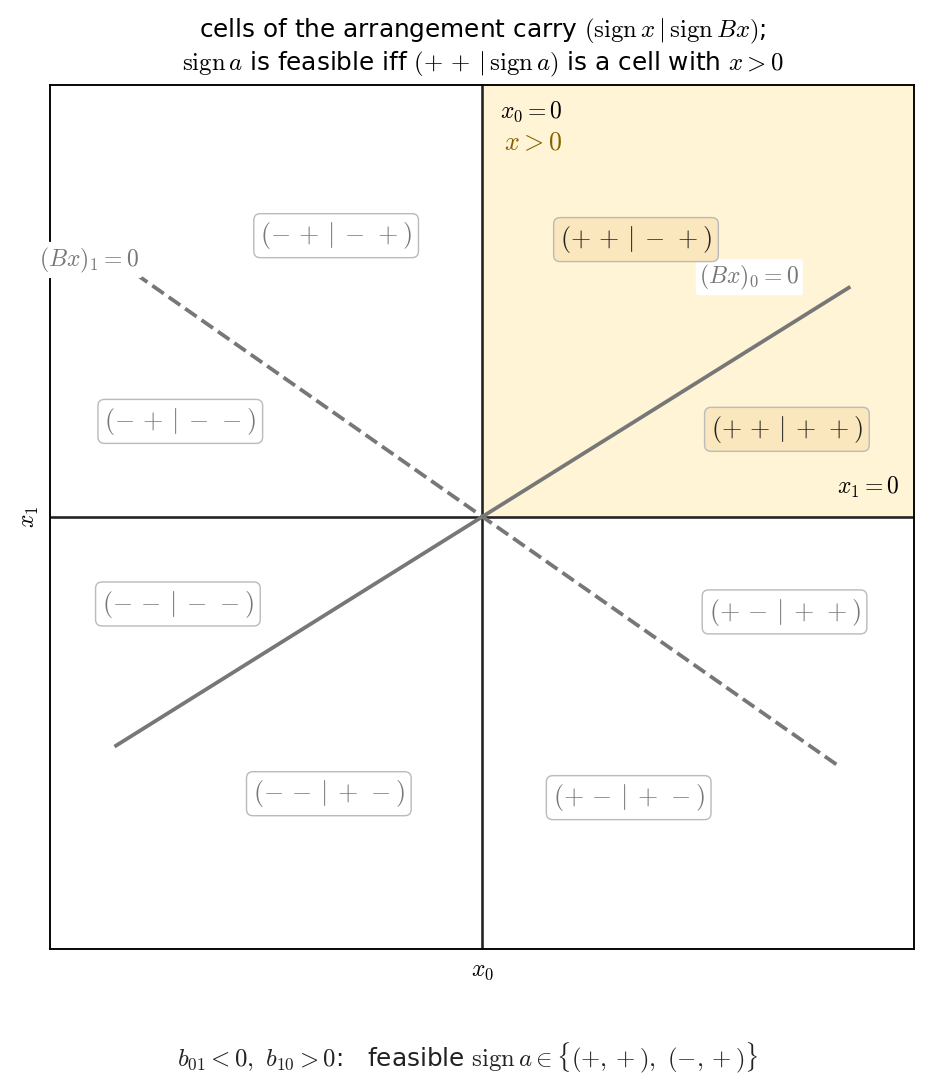 cells of the arrangement carry (sign x | sign Bx);
sign a is feasible iff (+ + | sign a) is a cell with x > 0
x₀ = 0
x > 0
(− + | − +)
(+ + | − +)
(Bx)₁ = 0
(Bx)₀ = 0
(− + | − −)
(+ + | + +)
x₁ = 0
x₁
(− − | − −)
(+ − | + +)
(− − | + −)
(+ − | + −)
x₀
b₀₁ < 0, b₁₀ > 0: feasible sign a ∈ {(+, +), (−, +)}